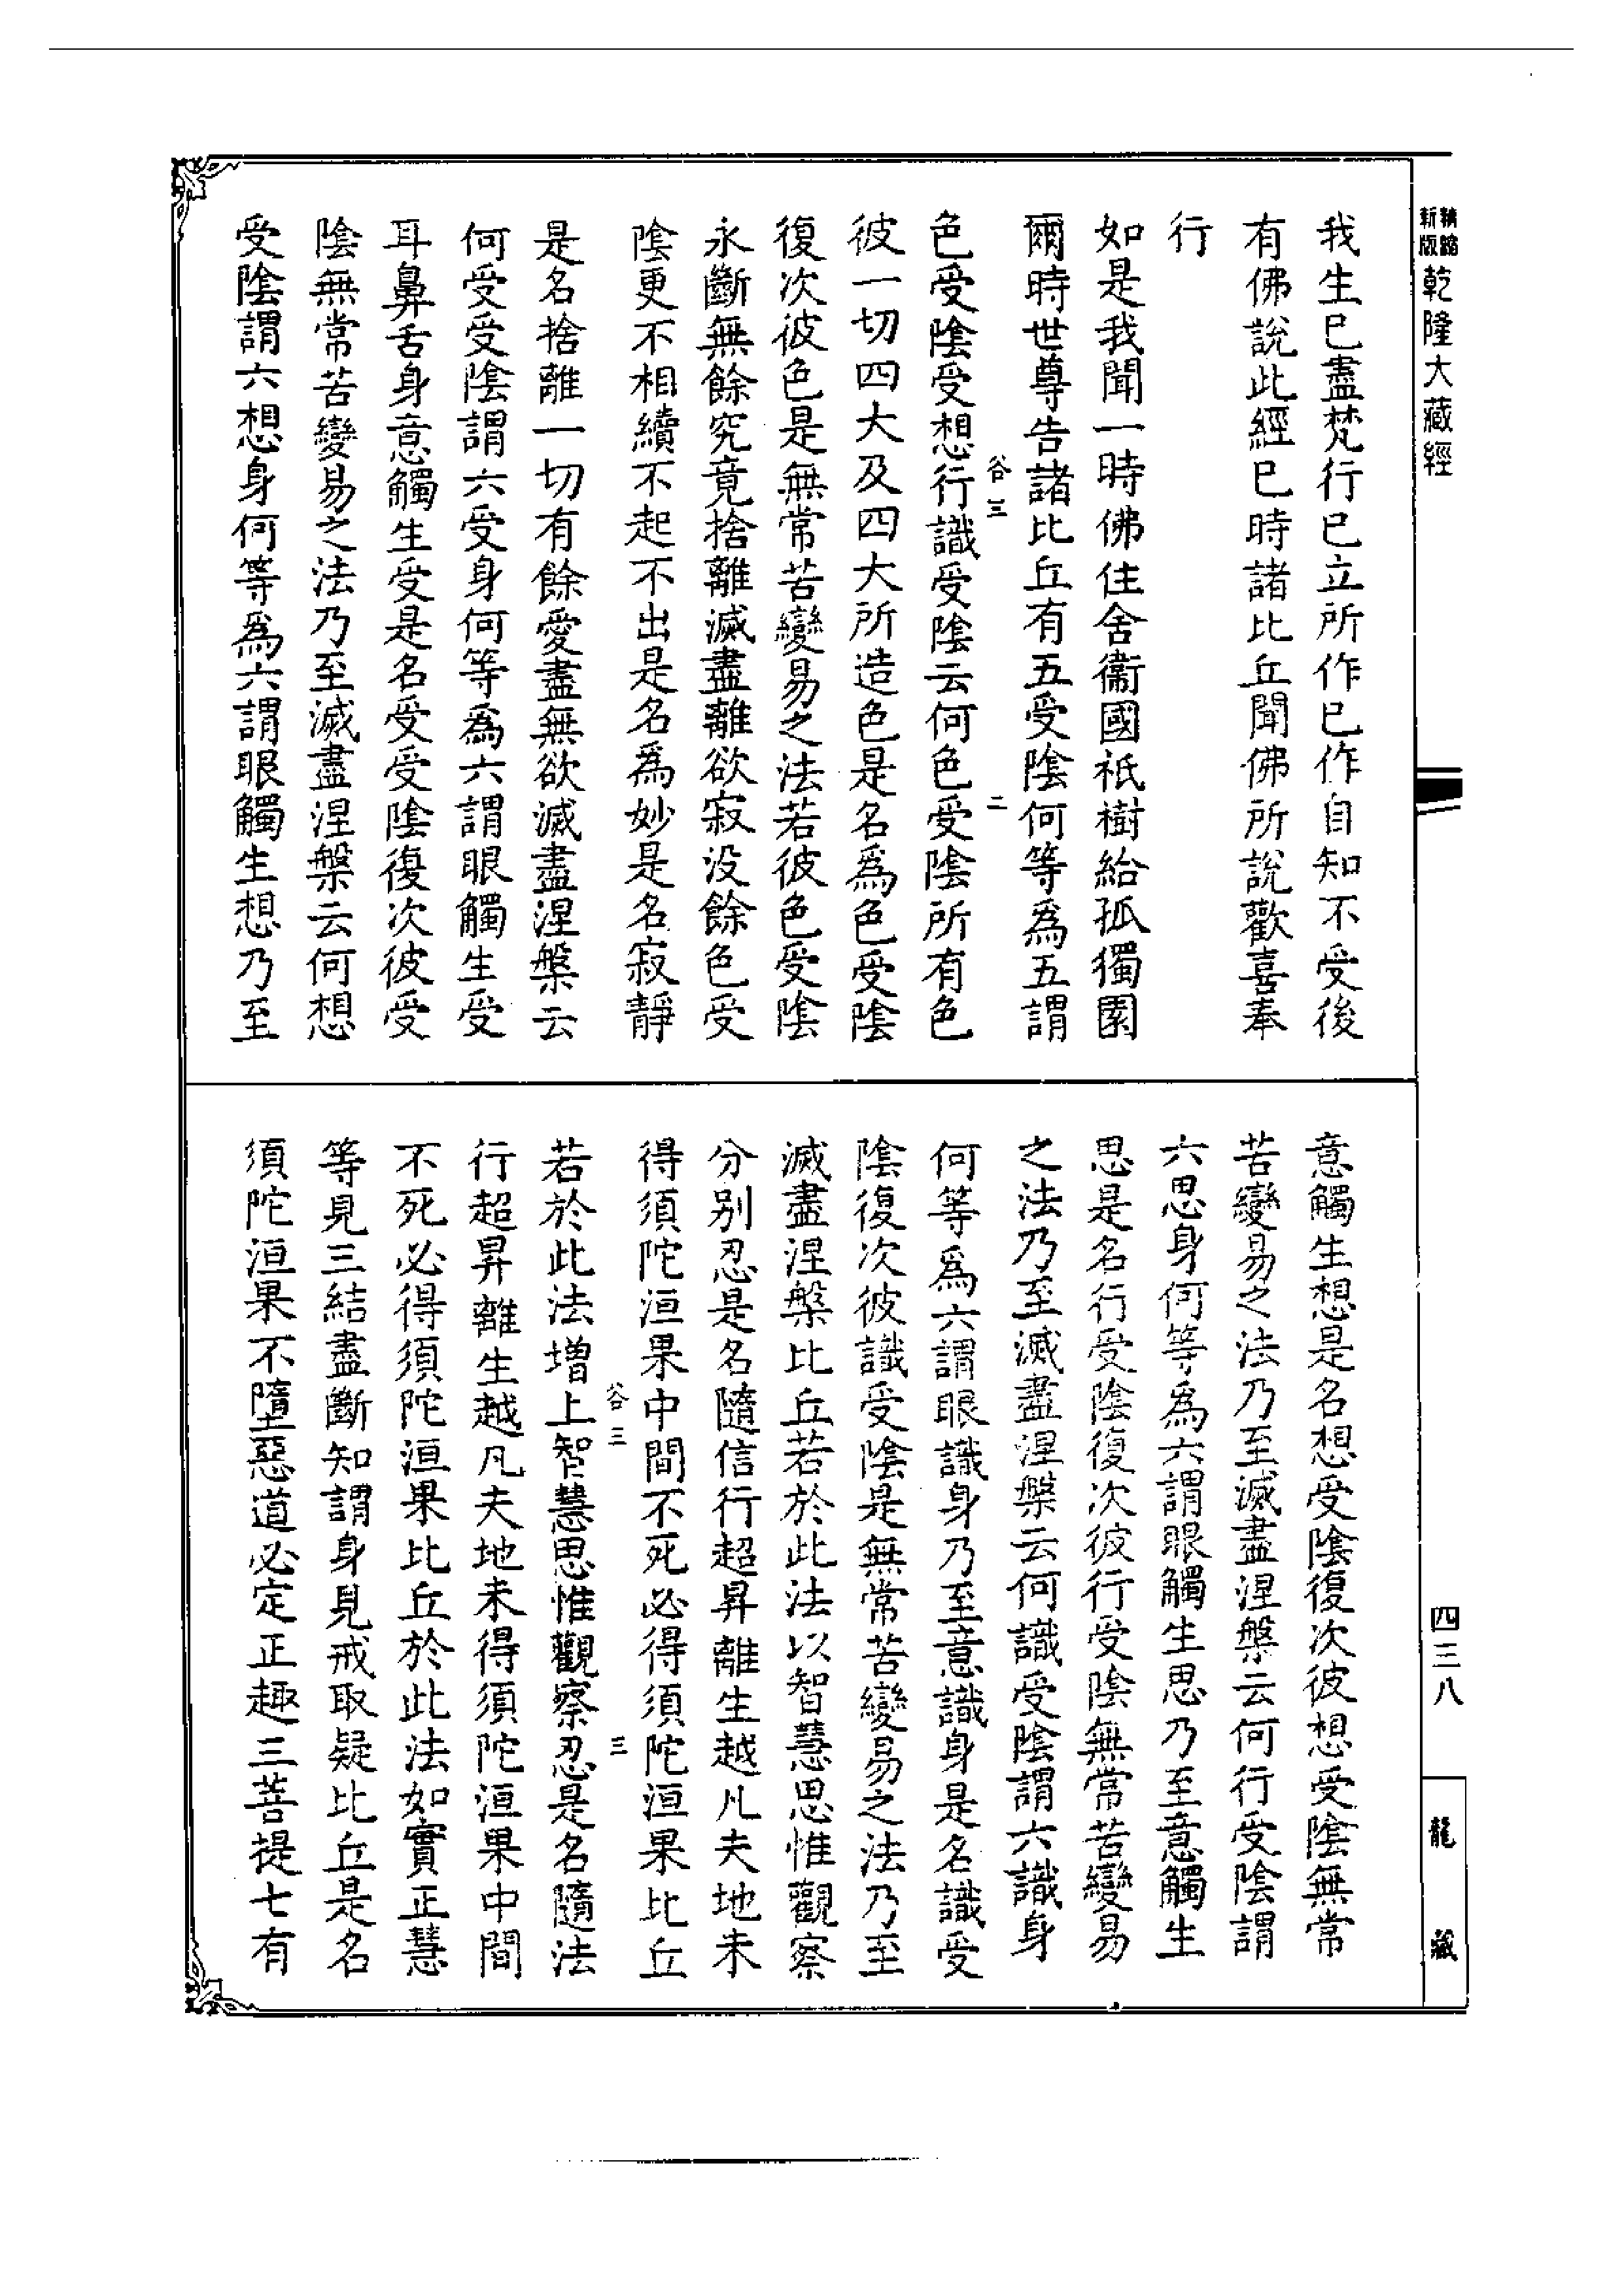 新版精縮乾隆大藏經
我生已盡梵行已立所作已作自知不受後
有佛說此經已時諸比丘聞佛所說歡喜奉
行
如是我聞一時佛住舍衞國祇樹給孤獨園
爾時世尊告諸比丘有五受陰何等爲五謂
谷三
二
色受陰受想行識受陰云何色受陰所有色
彼一切四大及四大所造色是名爲色受陰
復次彼色是無常苦變易之法若彼色受陰
永斷無餘究竟捨離滅盡離欲寂没餘色受
陰更不相續不起不出是名爲妙是名寂靜
是名捨離一切有餘愛盡無欲滅盡涅槃云
何受受陰謂六受身何等爲六謂眼觸生受
耳鼻舌身意觸生受是名受受陰復次彼受
陰無常苦變易之法乃至滅盡涅槃云何想
受陰謂六想身何等爲六謂眼觸生想乃至
意觸生想是名想受陰復次彼想受陰無常
苦變易之法乃至滅盡涅槃云何行受陰謂
六思身何等爲六謂眼觸生思乃至意觸生
思是名行受陰復次彼行受陰無常苦變易
之法乃至滅盡涅槃云何識受陰謂六識身
何等爲六謂眼識身乃至意識身是名識受
陰復次彼識受陰是無常苦變易之法乃至
滅盡涅槃比丘若於此法以智慧思惟觀察
分别忍是名隨信行超昇離生越凡夫地未
得須陀洹果中間不死必得須陀洹果比丘
谷三
三
若於此法增上智慧思惟觀察忍是名隨法
行超昇離生越凡夫地未得須陀洹果中間
不死必得須陀洹果比丘於此法如實正慧
等見三結盡斷知謂身見戒取疑比丘是名
須陀洹果不墮惡道必定正趣三菩提七有
四三八
龍藏